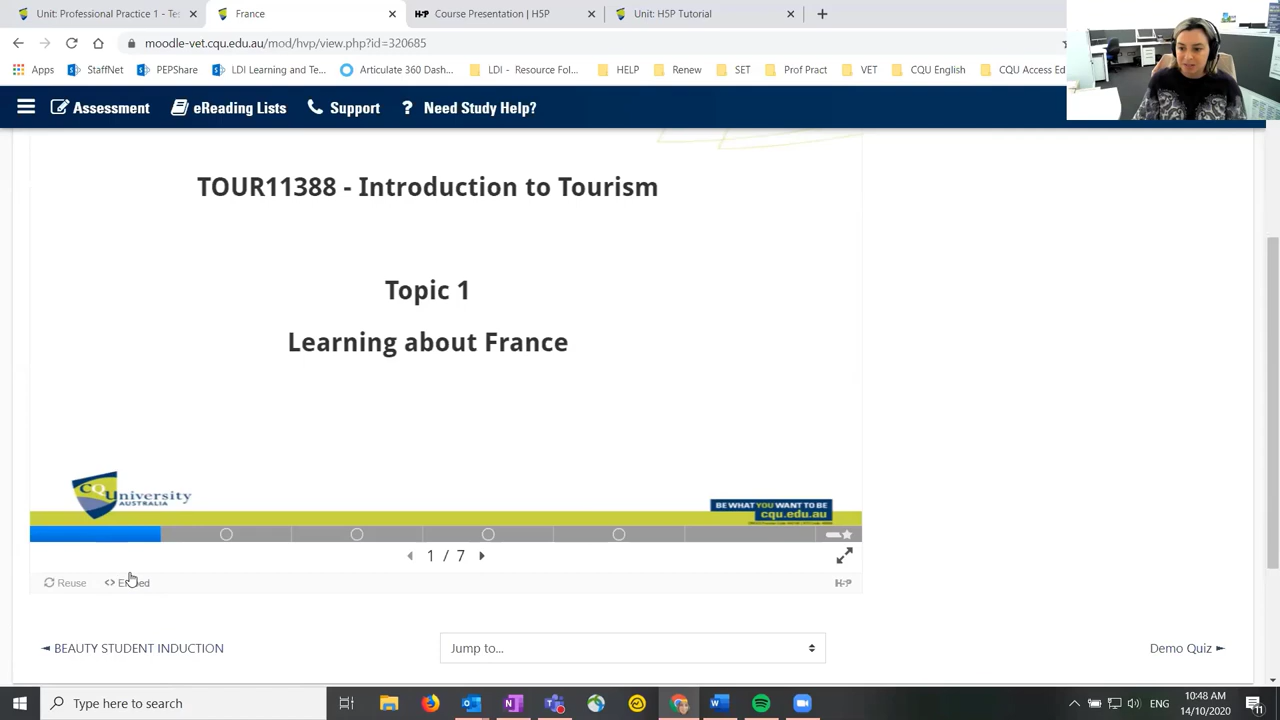 Unit: Professional Practice 1 - Tes
France
H-P Course Presentation | H5P
Unit: H5P Tutorial
moodle-vet.cqu.edu.au/mod/hvp/view.php?id=320685
Apps
StaffNet
PEPShare
LDI Learning and Te...
Articulate 360 Das
LDI - Resource Fol...
HELP
Renew
SET
Prof Pract
VET
CQU English
CQU Access Ed
Assessment
eReading Lists
Support
? Need Study Help?
TOUR11388 - Introduction to Tourism
Topic 1
Learning about France
CQUniversity
AUSTRALIA
BE WHAT YOU WANT TO BE
cqu.edu.au
1 / 7
Reuse
<> Embed
H-P
◄ BEAUTY STUDENT INDUCTION
Jump to...
Demo Quiz ►
Type here to search
ENG
10:48 AM
14/10/2020
11